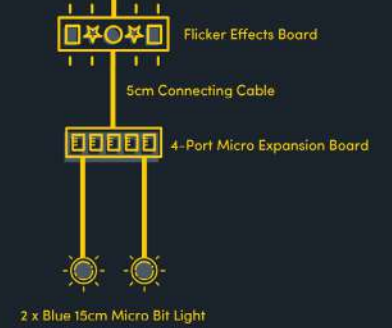 Flicker Effects Board
5cm Connecting Cable
4-Port Micro Expansion Board
2 x Blue 15cm Micro Bit Light